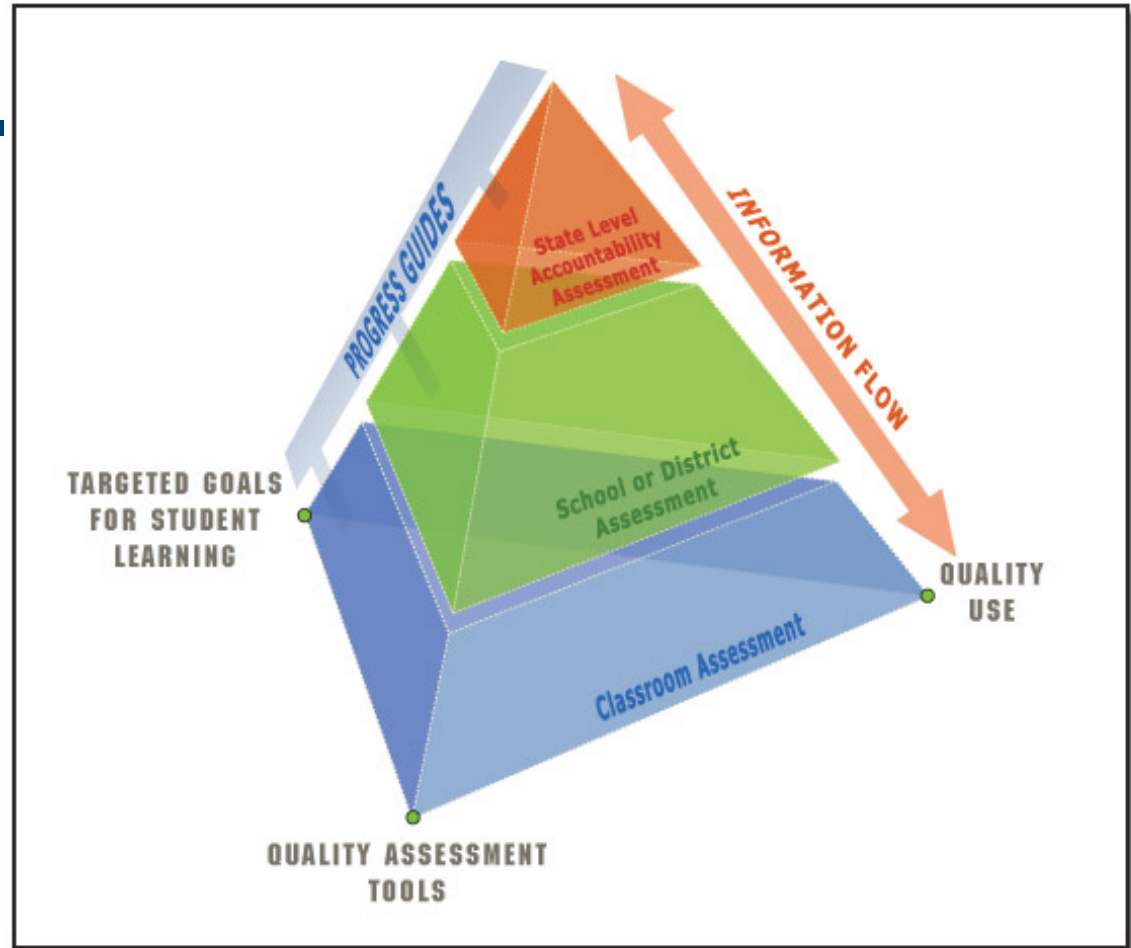 PROGRESS GUIDES
INFORMATION FLOW
State Level
Accountability
Assessment
School or District
Assessment
Classroom Assessment
TARGETED GOALS
FOR STUDENT
LEARNING
QUALITY
USE
QUALITY ASSESSMENT
TOOLS